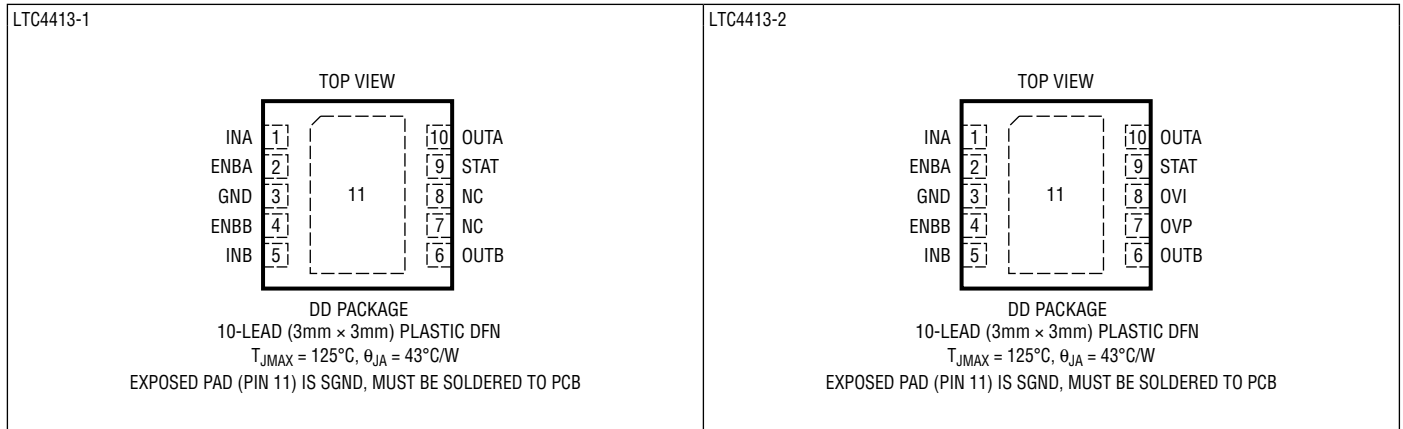 LTC4413-1
TOP VIEW
INA 1 10 OUTA
ENBA 2 9 STAT
GND 3 11 8 NC
ENBB 4 7 NC
INB 5 6 OUTB
DD PACKAGE
10-LEAD (3mm × 3mm) PLASTIC DFN
TJMAX = 125°C, θJA = 43°C/W
EXPOSED PAD (PIN 11) IS SGND, MUST BE SOLDERED TO PCB
LTC4413-2
TOP VIEW
INA 1 10 OUTA
ENBA 2 9 STAT
GND 3 11 8 OVI
ENBB 4 7 OVP
INB 5 6 OUTB
DD PACKAGE
10-LEAD (3mm × 3mm) PLASTIC DFN
TJMAX = 125°C, θJA = 43°C/W
EXPOSED PAD (PIN 11) IS SGND, MUST BE SOLDERED TO PCB